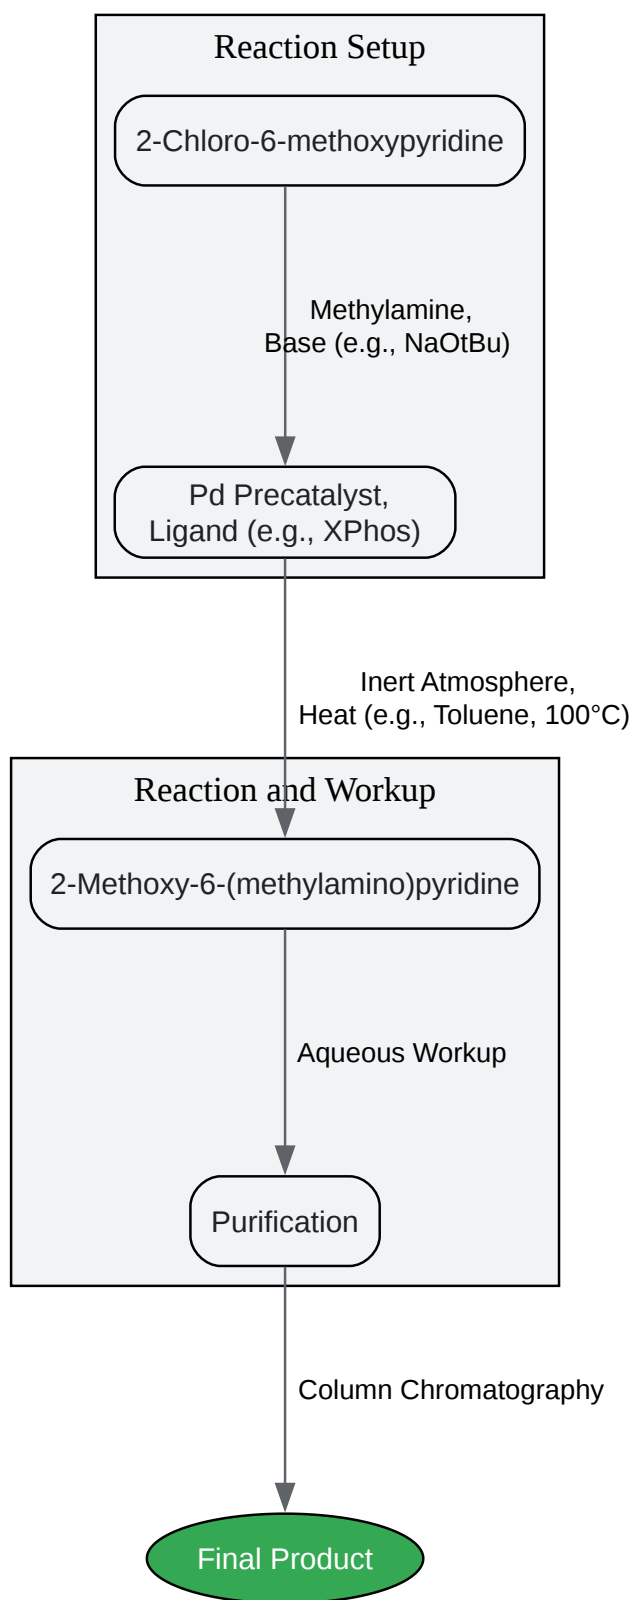 Reaction Setup
2-Chloro-6-methoxypyridine
Methylamine,
Base (e.g., NaOtBu)
Pd Precatalyst,
Ligand (e.g., XPhos)
Inert Atmosphere,
Heat (e.g., Toluene, 100°C)
Reaction and Workup
2-Methoxy-6-(methylamino)pyridine
Aqueous Workup
Purification
Column Chromatography
Final Product